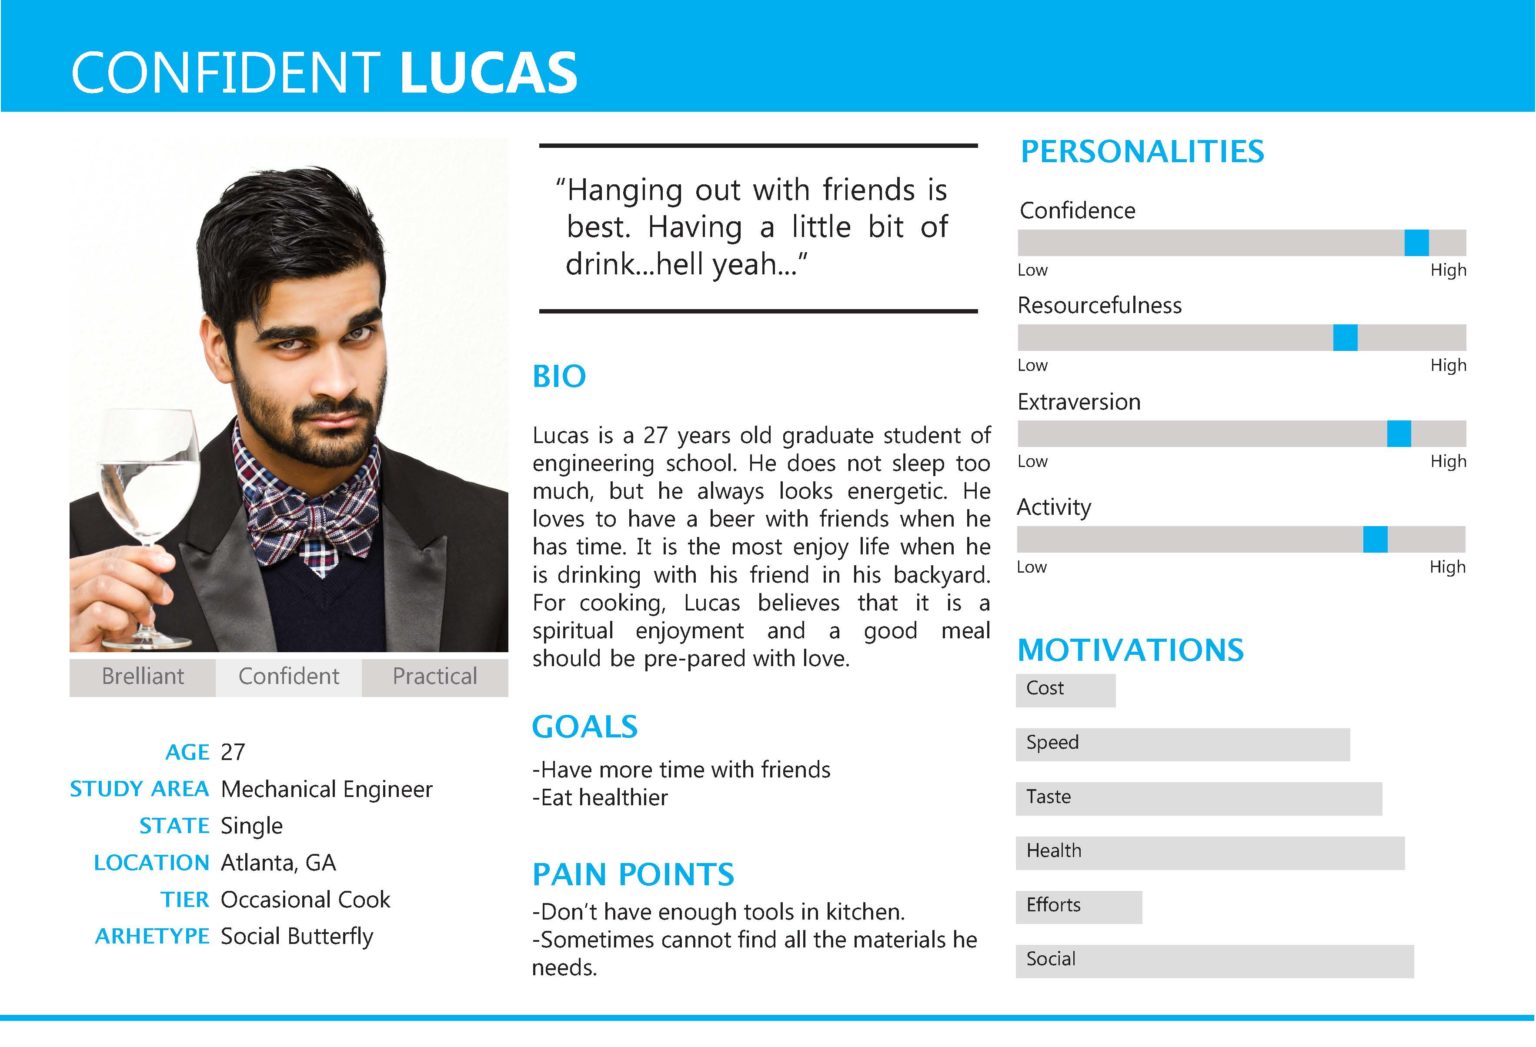 CONFIDENT LUCAS
Brelliant
Confident
Practical
AGE 27
STUDY AREA Mechanical Engineer
STATE Single
LOCATION Atlanta, GA
TIER Occasional Cook
ARHETYPE Social Butterfly
“Hanging out with friends is
best. Having a little bit of
drink...hell yeah...”
BIO
Lucas is a 27 years old graduate student of
engineering school. He does not sleep too
much, but he always looks energetic. He
loves to have a beer with friends when he
has time. It is the most enjoy life when he
is drinking with his friend in his backyard.
For cooking, Lucas believes that it is a
spiritual enjoyment and a good meal
should be pre-pared with love.
GOALS
-Have more time with friends
-Eat healthier
PAIN POINTS
-Don’t have enough tools in kitchen.
-Sometimes cannot find all the materials he
needs.
PERSONALITIES
Confidence
Low High
Resourcefulness
Low High
Extraversion
Low High
Activity
Low High
MOTIVATIONS
Cost
Speed
Taste
Health
Efforts
Social